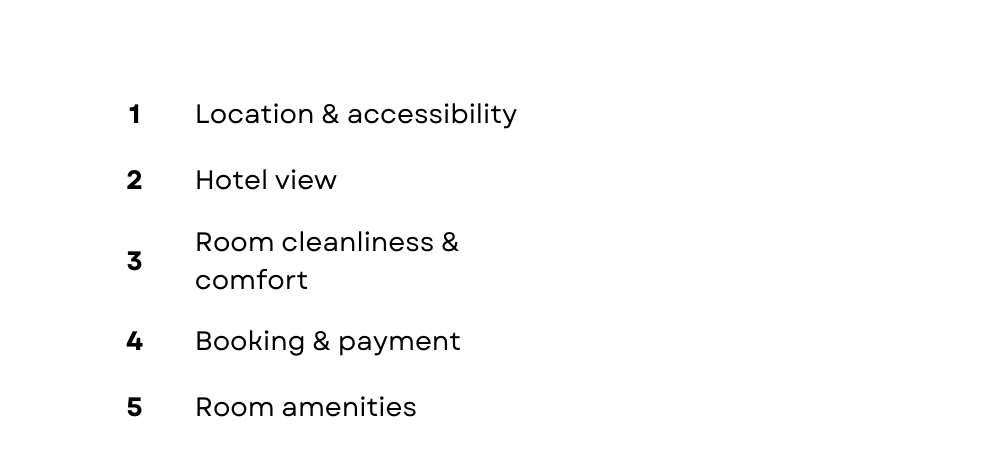 1 Location & accessibility
2 Hotel view
3 Room cleanliness &
comfort
4 Booking & payment
5 Room amenities